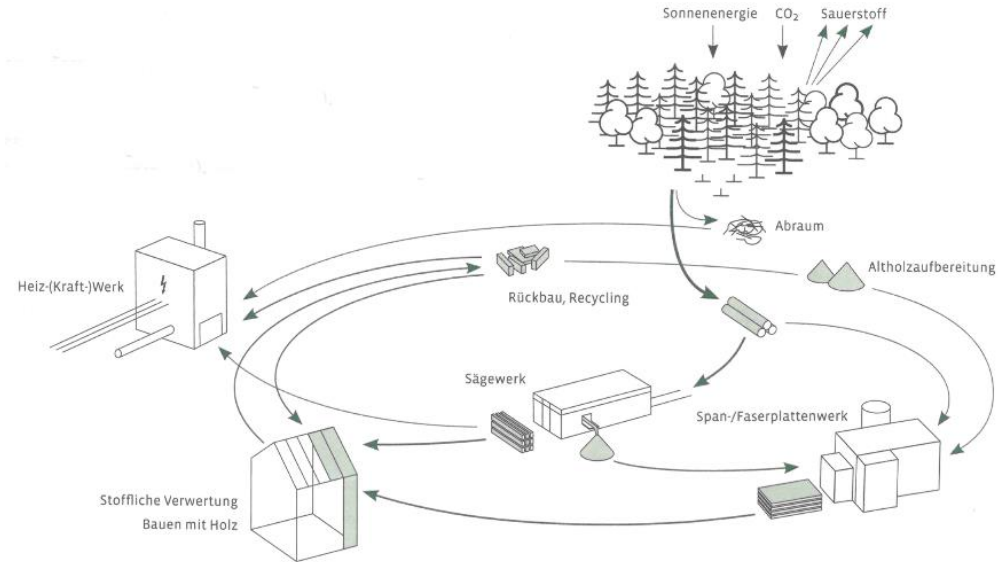 Sonnenenergie CO₂ Sauerstoff
Abraum
Altholzaufbereitung
Heiz-(Kraft-)Werk
Rückbau, Recycling
Sägewerk
Span-/Faserplattenwerk
Stoffliche Verwertung
Bauen mit Holz